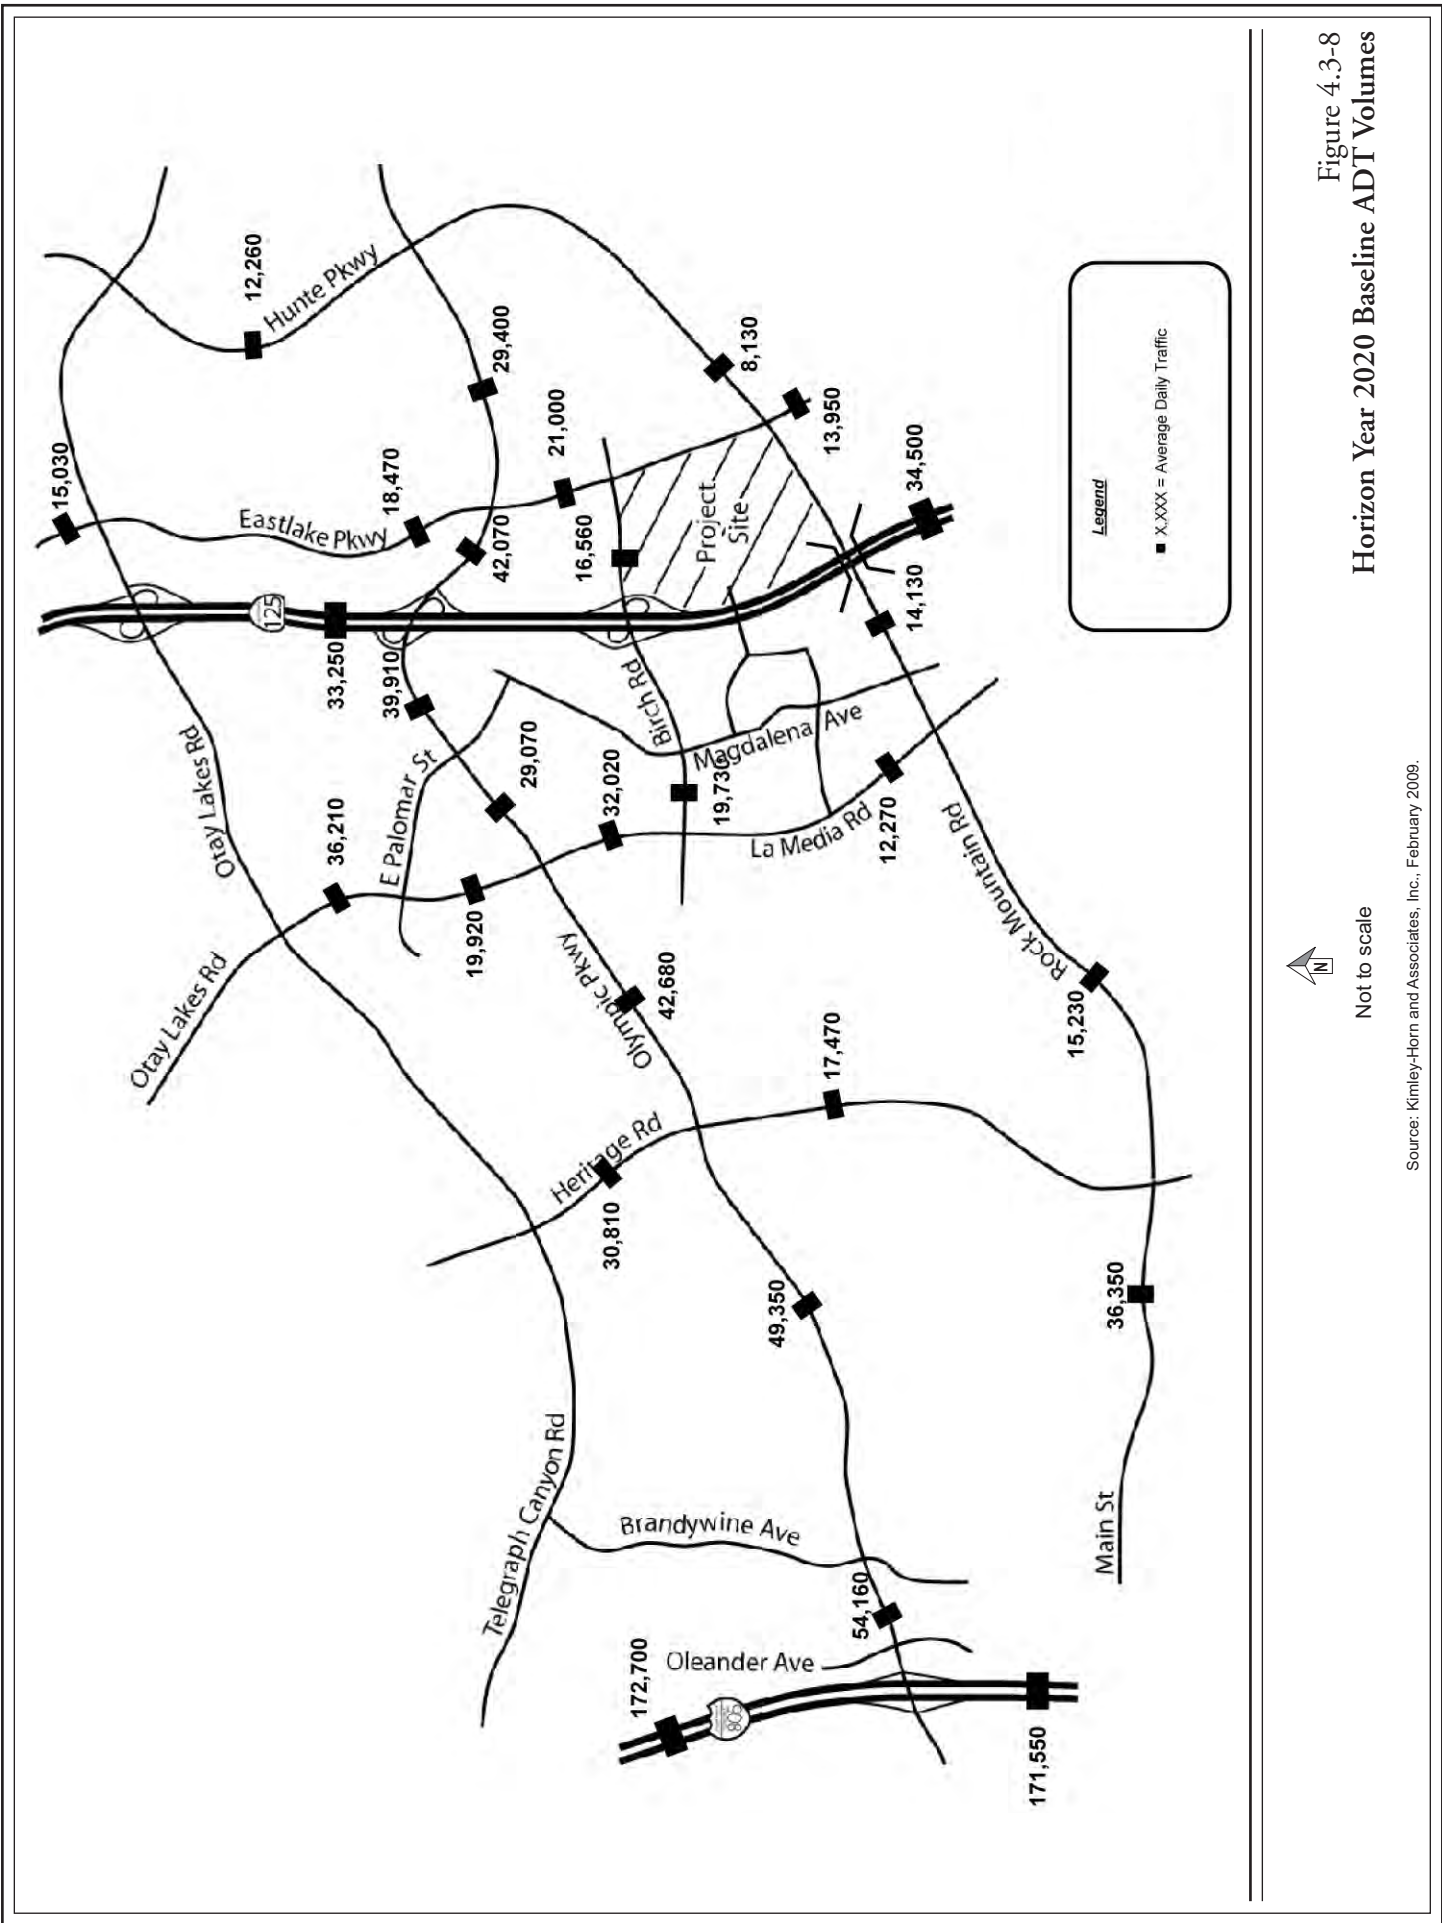 15,030
Otay Lakes Rd
Otay Lakes Rd
12,260
Hunte Pkwy
Eastlake Pkwy
125
33,250
36,210
18,470
39,910
E Palomar St
Telegraph Canyon Rd
19,920
42,070
29,400
29,070
21,000
16,560
Heritage Rd
30,810
Olympic Pkwy
32,020
172,700
Brandywine Ave
Birch Rd
42,680
Oleander Ave
805
Project
Site
19,730
Magdalena Ave
8,130
49,350
La Media Rd
17,470
13,950
54,160
12,270
14,130
34,500
Rock Mountain Rd
171,550
15,230
36,350
Main St
Legend
X,XXX = Average Daily Traffic
N
Not to scale
Figure 4.3-8
Horizon Year 2020 Baseline ADT Volumes
Source: Kimley-Horn and Associates, Inc., February 2009.